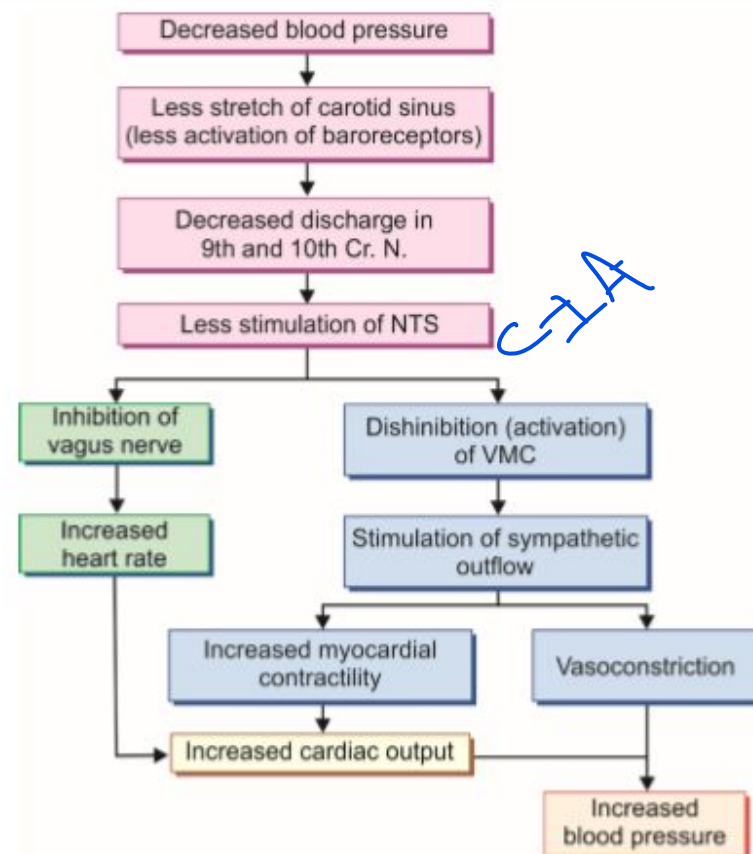 Decreased blood pressure
Less stretch of carotid sinus
(less activation of baroreceptors)
Decreased discharge in
9th and 10th Cr. N.
Less stimulation of NTS
Inhibition of
vagus nerve
Dishinibition (activation)
of VMC
Increased
heart rate
Stimulation of sympathetic
outflow
Increased myocardial
contractility
Vasoconstriction
Increased cardiac output
Increased
blood pressure